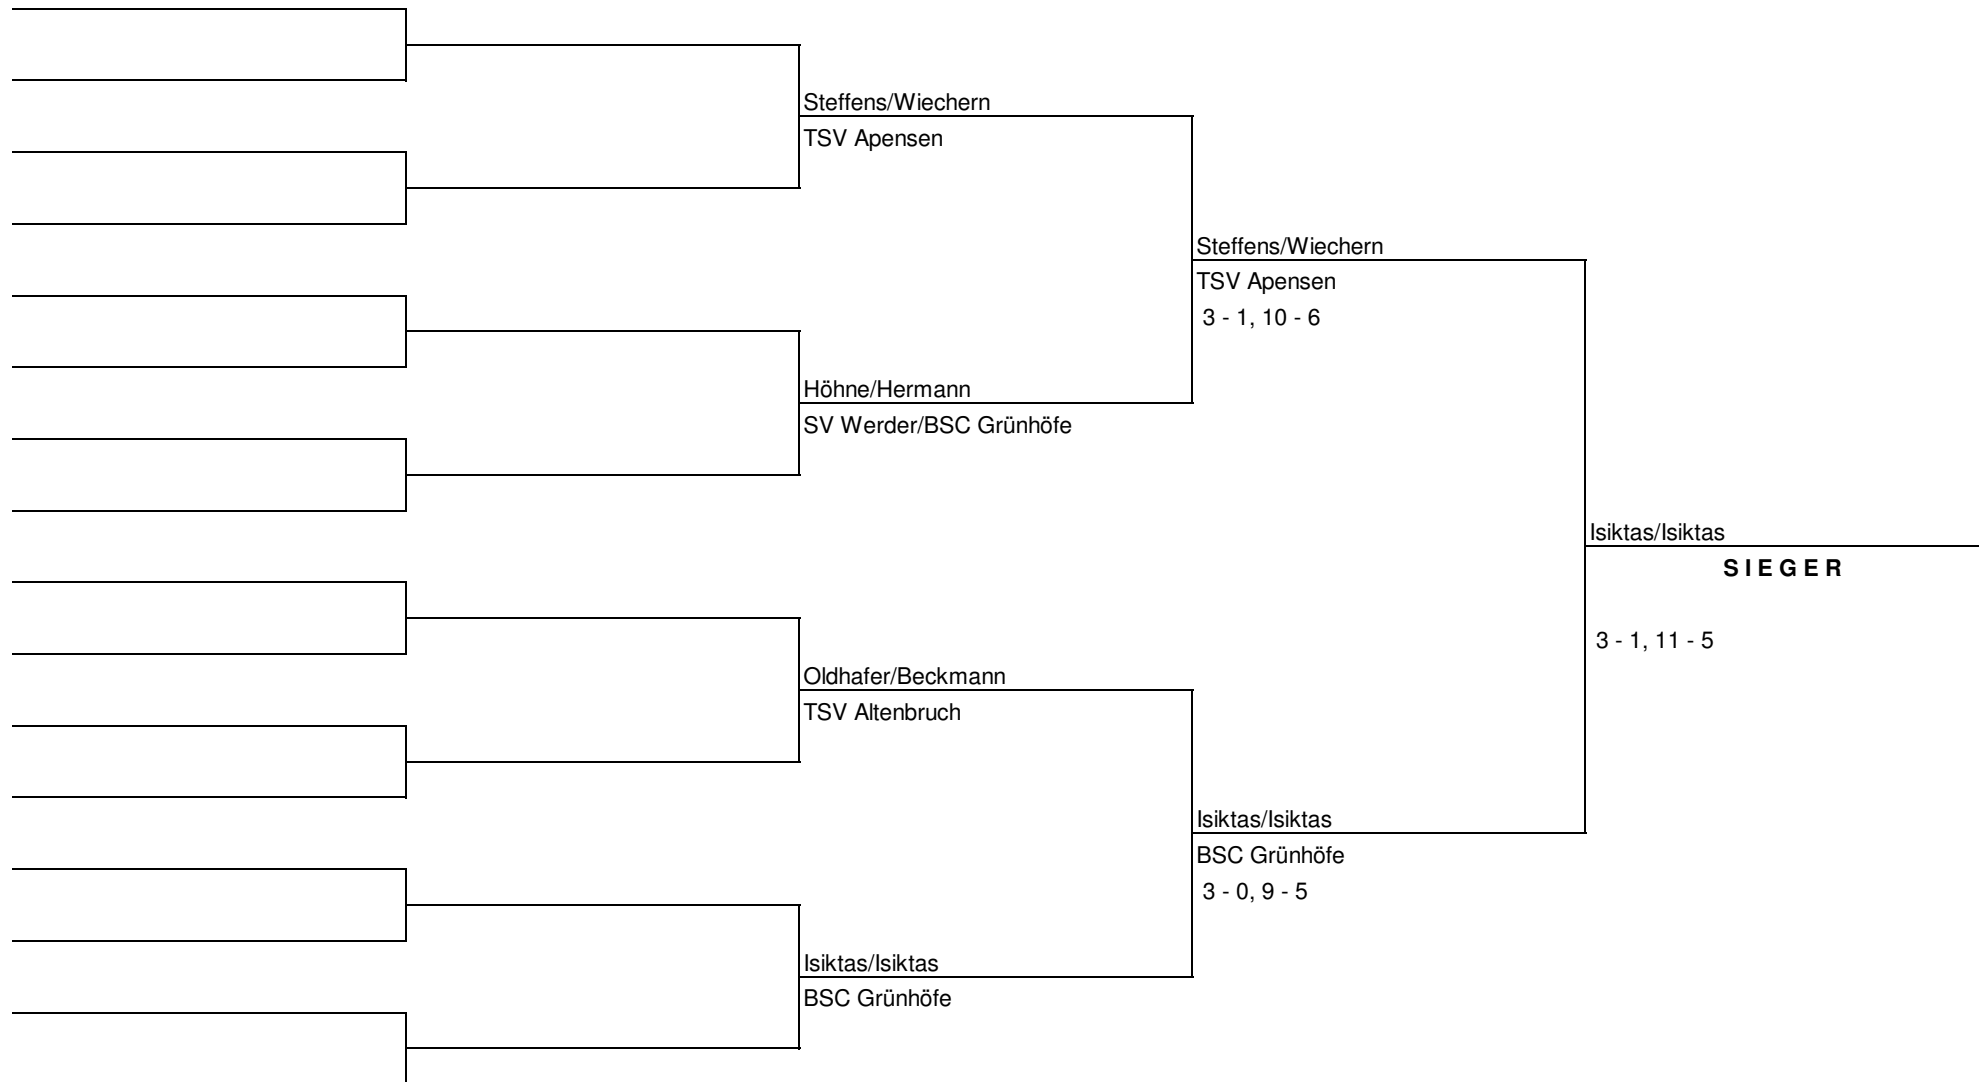 Steffens/Wiechern
TSV Apensen
Steffens/Wiechern
TSV Apensen
3 - 1, 10 - 6
Höhne/Hermann
SV Werder/BSC Grünhöfe
Isiktas/Isiktas
SIEGER
3 - 1, 11 - 5
Oldhafer/Beckmann
TSV Altenbruch
Isiktas/Isiktas
BSC Grünhöfe
3 - 0, 9 - 5
Isiktas/Isiktas
BSC Grünhöfe